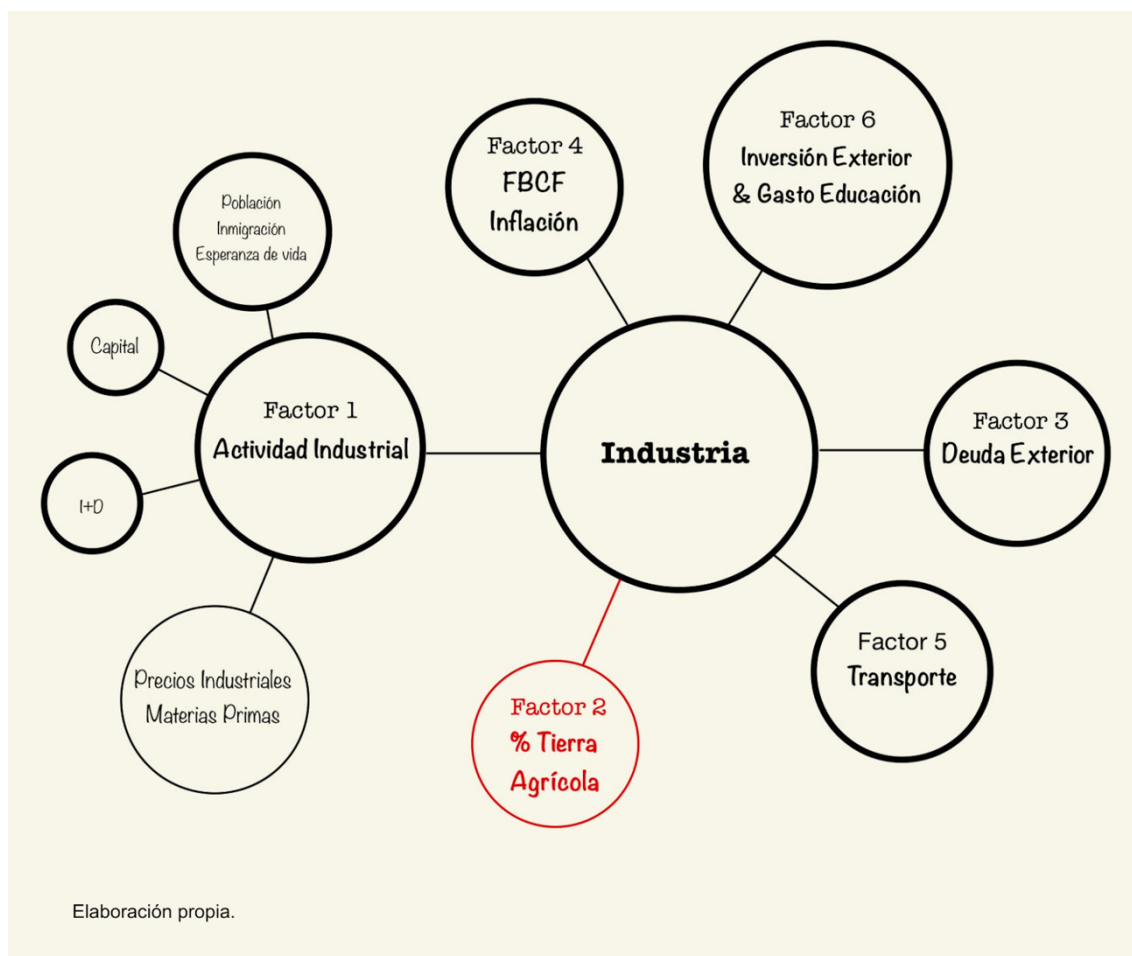 Factor 4
FBCF
Inflación
Factor 6
Inversión Exterior
& Gasto Educación
Población
Inmigración
Esperanza de vida
Capital
Factor 1
Actividad Industrial
I+D
Industria
Factor 3
Deuda Exterior
Precios Industriales
Materias Primas
Factor 2
% Tierra
Agrícola
Factor 5
Transporte
Elaboración propia.